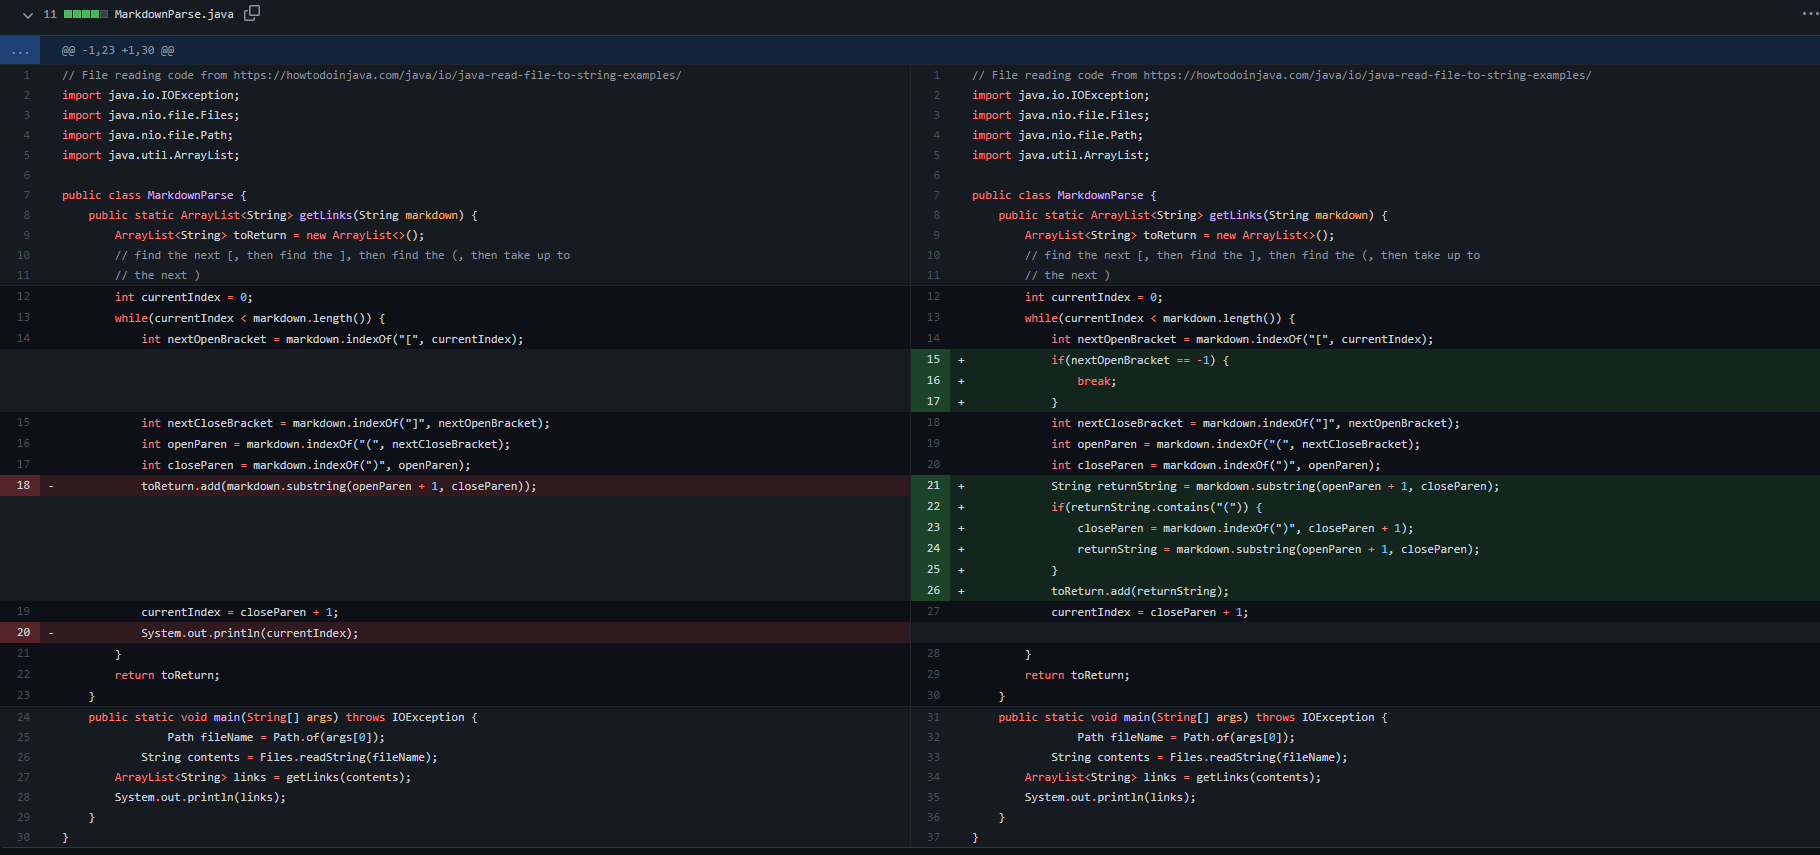 11 MarkdownParse.java
@@ -1,23 +1,30 @@
1 // File reading code from https://howtodoinjava.com/java/io/java-read-file-to-string-examples/
2 import java.io.IOException;
3 import java.nio.file.Files;
4 import java.nio.file.Path;
5 import java.util.ArrayList;
6
7 public class MarkdownParse {
8 public static ArrayList<String> getLinks(String markdown) {
9 ArrayList<String> toReturn = new ArrayList<>();
10 // find the next [, then find the ], then find the (, then take up to
11 // the next )
12 int currentIndex = 0;
13 while(currentIndex < markdown.length()) {
14 int nextOpenBracket = markdown.indexOf("[", currentIndex);
15 int nextCloseBracket = markdown.indexOf("]", nextOpenBracket);
16 int openParen = markdown.indexOf("(", nextCloseBracket);
17 int closeParen = markdown.indexOf(")", openParen);
18 - toReturn.add(markdown.substring(openParen + 1, closeParen));
19 currentIndex = closeParen + 1;
20 - System.out.println(currentIndex);
21 }
22 return toReturn;
23 }
24 public static void main(String[] args) throws IOException {
25 Path fileName = Path.of(args[0]);
26 String contents = Files.readString(fileName);
27 ArrayList<String> links = getLinks(contents);
28 System.out.println(links);
29 }
30 }
1 // File reading code from https://howtodoinjava.com/java/io/java-read-file-to-string-examples/
2 import java.io.IOException;
3 import java.nio.file.Files;
4 import java.nio.file.Path;
5 import java.util.ArrayList;
6
7 public class MarkdownParse {
8 public static ArrayList<String> getLinks(String markdown) {
9 ArrayList<String> toReturn = new ArrayList<>();
10 // find the next [, then find the ], then find the (, then take up to
11 // the next )
12 int currentIndex = 0;
13 while(currentIndex < markdown.length()) {
14 int nextOpenBracket = markdown.indexOf("[", currentIndex);
15 + if(nextOpenBracket == -1) {
16 + break;
17 + }
18 int nextCloseBracket = markdown.indexOf("]", nextOpenBracket);
19 int openParen = markdown.indexOf("(", nextCloseBracket);
20 int closeParen = markdown.indexOf(")", openParen);
21 + String returnString = markdown.substring(openParen + 1, closeParen);
22 + if(returnString.contains("(")) {
23 + closeParen = markdown.indexOf(")", closeParen + 1);
24 + returnString = markdown.substring(openParen + 1, closeParen);
25 + }
26 + toReturn.add(returnString);
27 currentIndex = closeParen + 1;
28 }
29 return toReturn;
30 }
31 public static void main(String[] args) throws IOException {
32 Path fileName = Path.of(args[0]);
33 String contents = Files.readString(fileName);
34 ArrayList<String> links = getLinks(contents);
35 System.out.println(links);
36 }
37 }